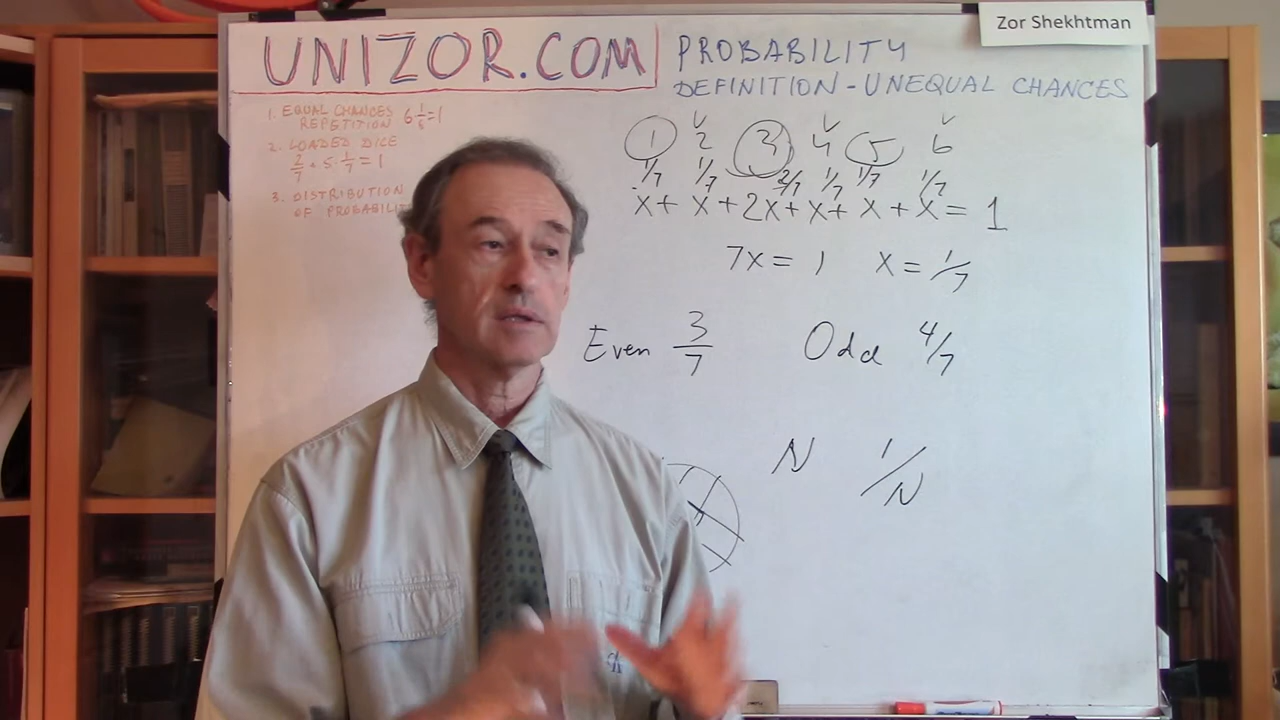 Zor Shekhtman
UNIZOR.COM
PROBABILITY
DEFINITION - UNEQUAL CHANCES
1. EQUAL CHANCES
REPETITION 6·1/6=1
2. LOADED DICE
2/7 + 5·1/7 = 1
3. DISTRIBUTION
OF PROBABILIT
1 2 3 4 5 6
1/7 1/7 2/7 1/7 1/7 1/7
x + x + 2x + x + x + x = 1
7x = 1 x = 1/7
Even 3/7 Odd 4/7
N 1/N